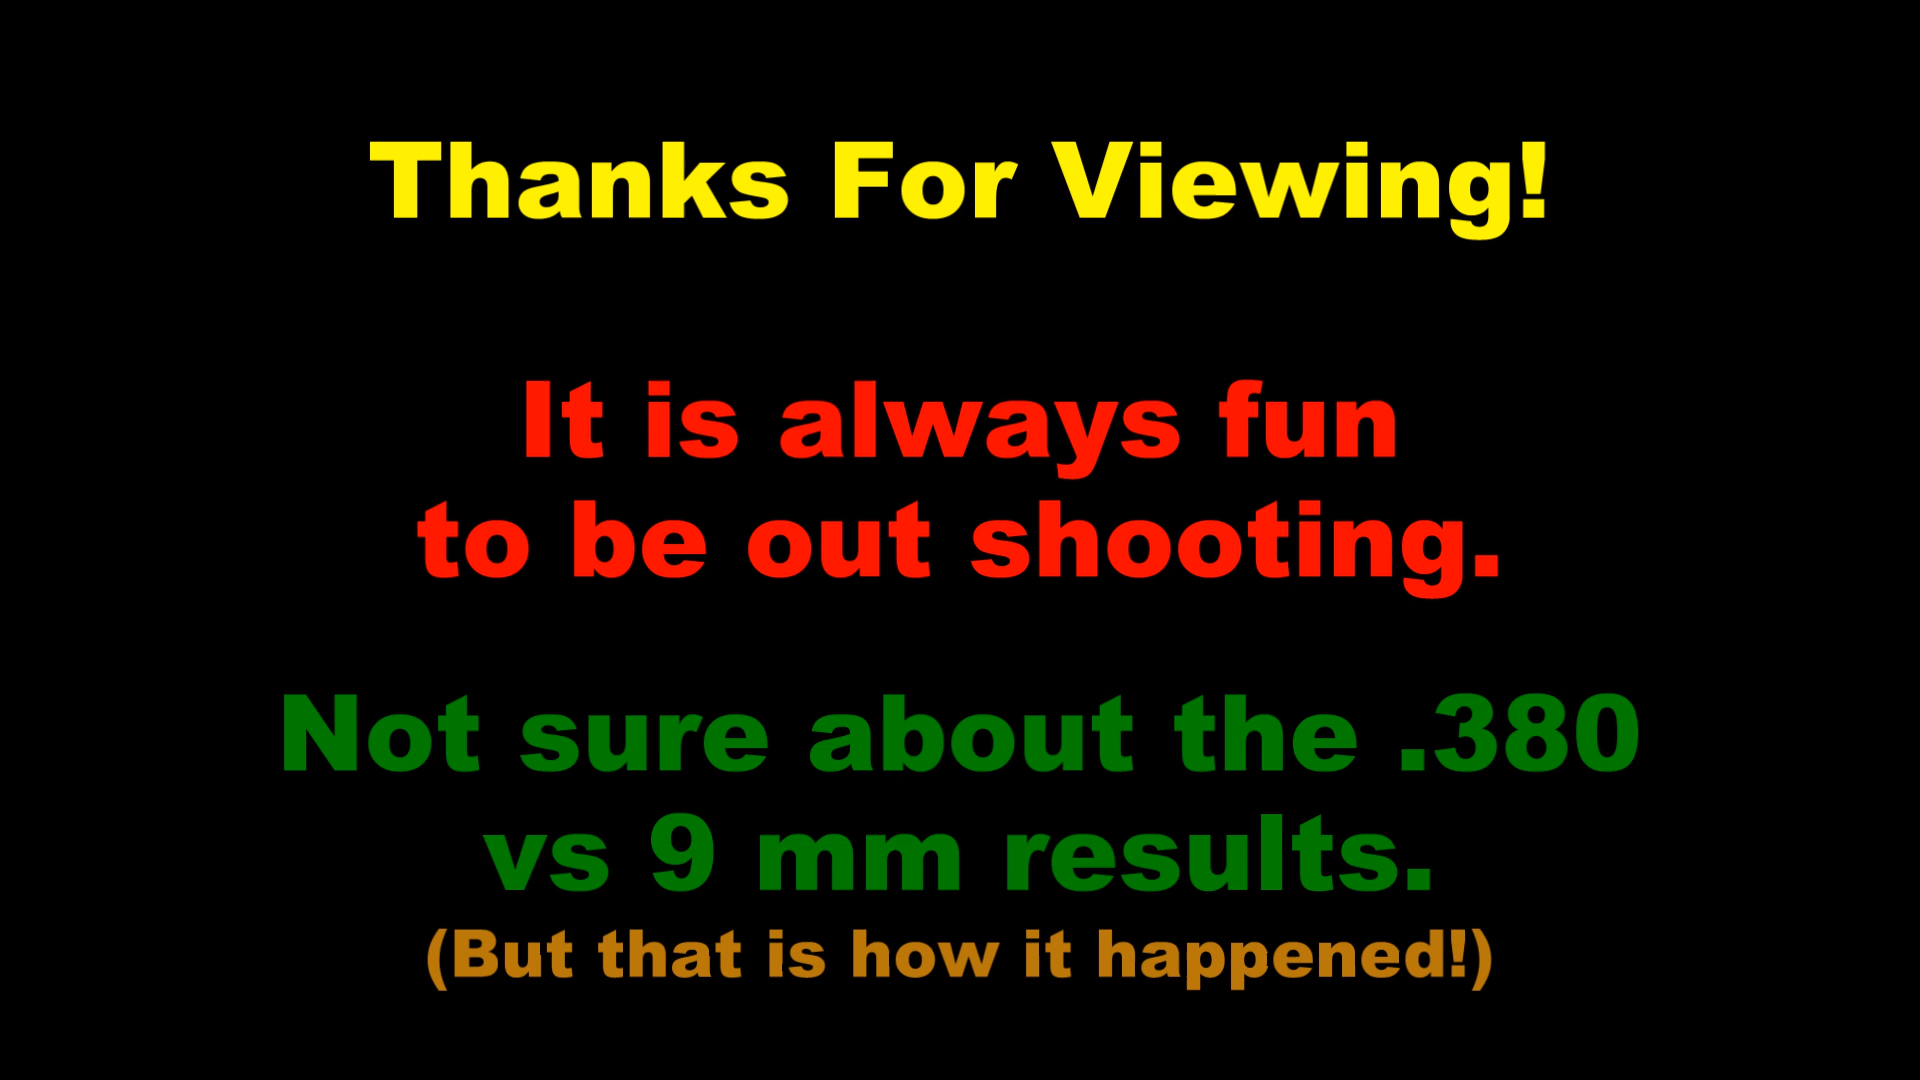 Thanks For Viewing!
It is always fun
to be out shooting.
Not sure about the .380
vs 9 mm results.
(But that is how it happened!)